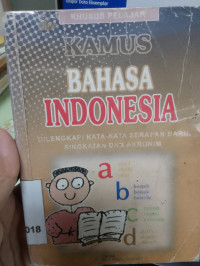 KHUSUS PELAJAR
KAMUS
BAHASA
INDONESIA
DILENGKAPI KATA-KATA SERAPAN BARU,
SINGKATAN DAN AKRONIM
a
b
c
d
018